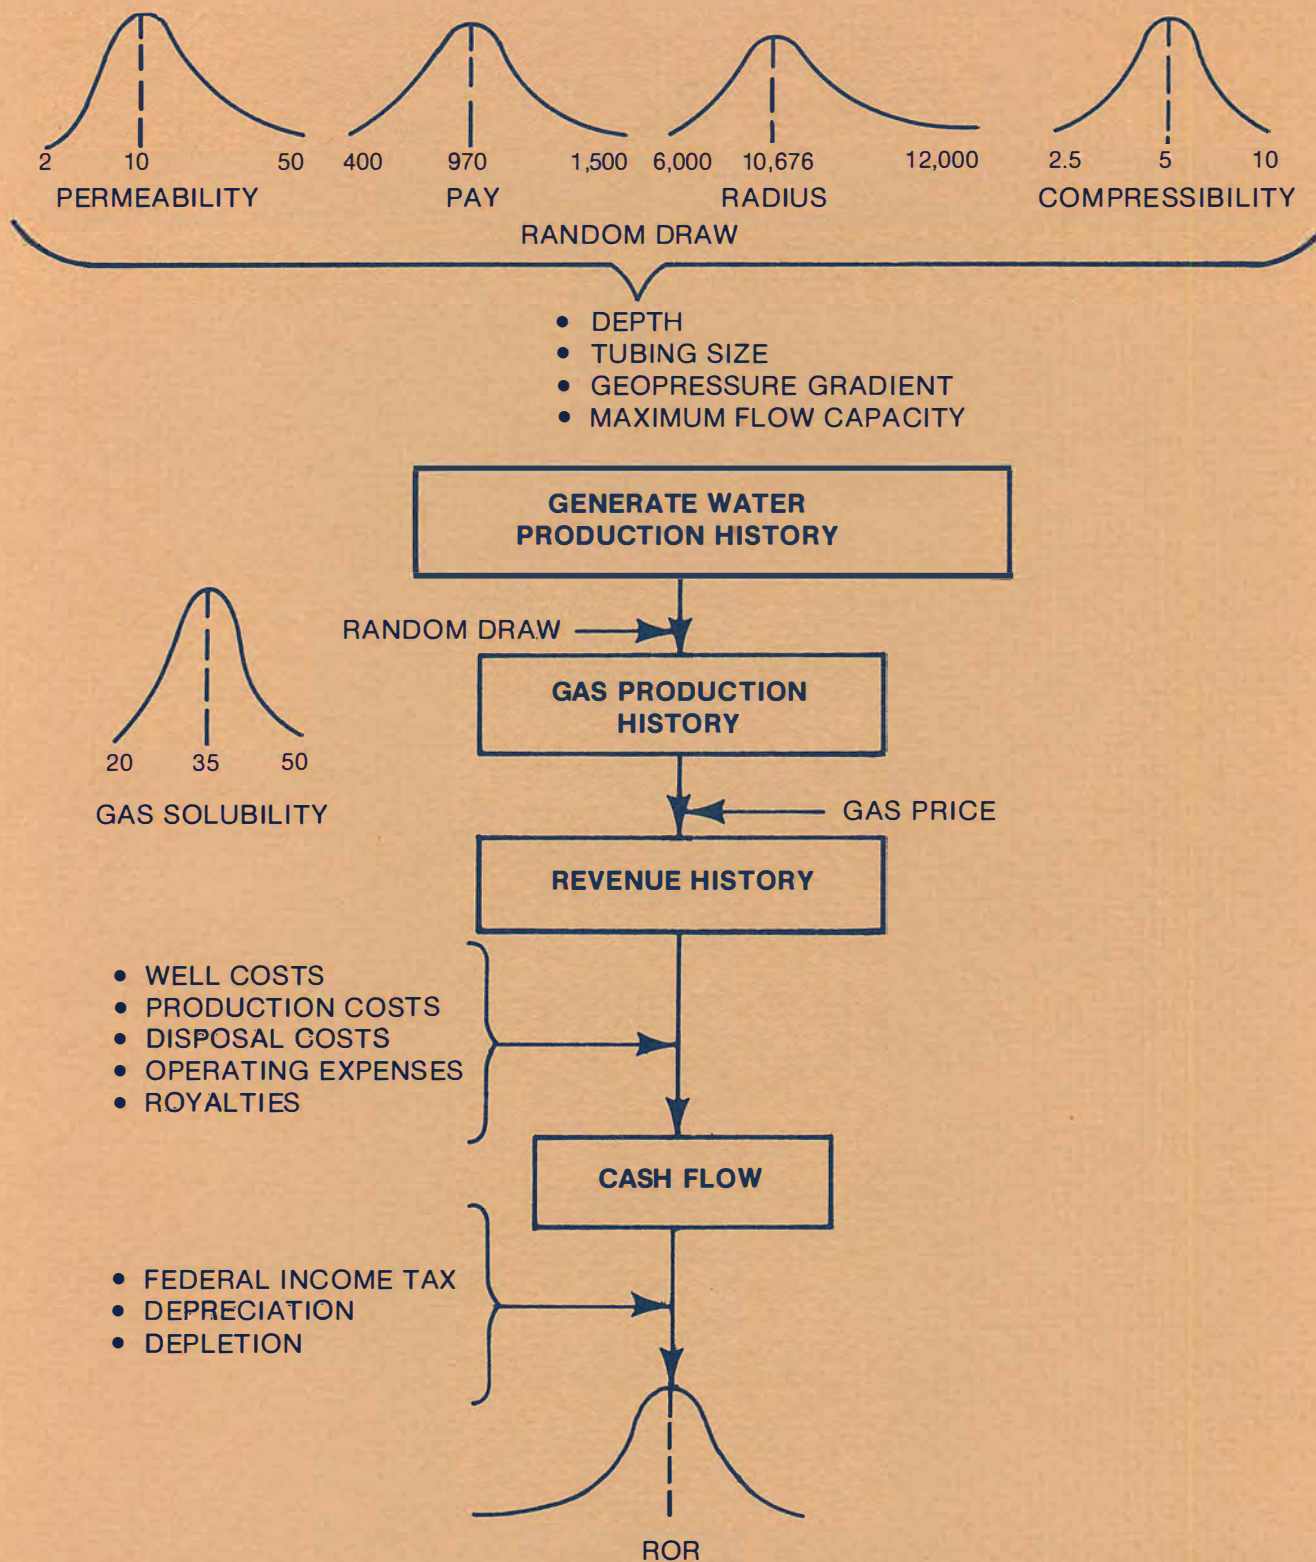 2 10 50
PERMEABILITY
400 970 1,500
PAY
6,000 10,676 12,000
RADIUS
2.5 5 10
COMPRESSIBILITY
RANDOM DRAW
• DEPTH
• TUBING SIZE
• GEOPRESSURE GRADIENT
• MAXIMUM FLOW CAPACITY
GENERATE WATER
PRODUCTION HISTORY
RANDOM DRAW
20 35 50
GAS SOLUBILITY
GAS PRODUCTION
HISTORY
GAS PRICE
REVENUE HISTORY
• WELL COSTS
• PRODUCTION COSTS
• DISPOSAL COSTS
• OPERATING EXPENSES
• ROYALTIES
CASH FLOW
• FEDERAL INCOME TAX
• DEPRECIATION
• DEPLETION
ROR